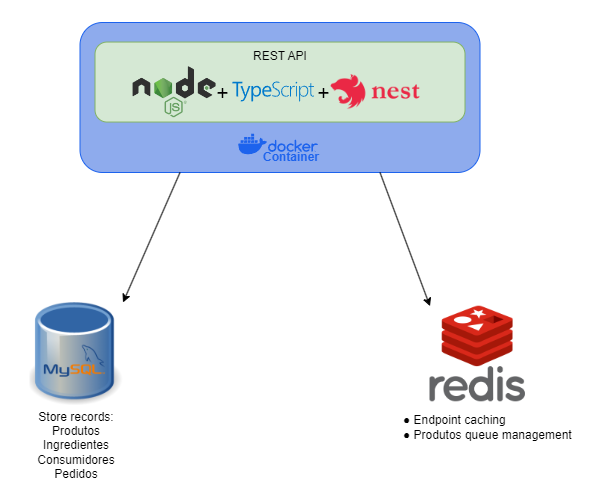 REST API
node
JS
+ TypeScript + nest
docker
Container
MySQL
Store records:
Produtos
Ingredientes
Consumidores
Pedidos
redis
● Endpoint caching
● Produtos queue management